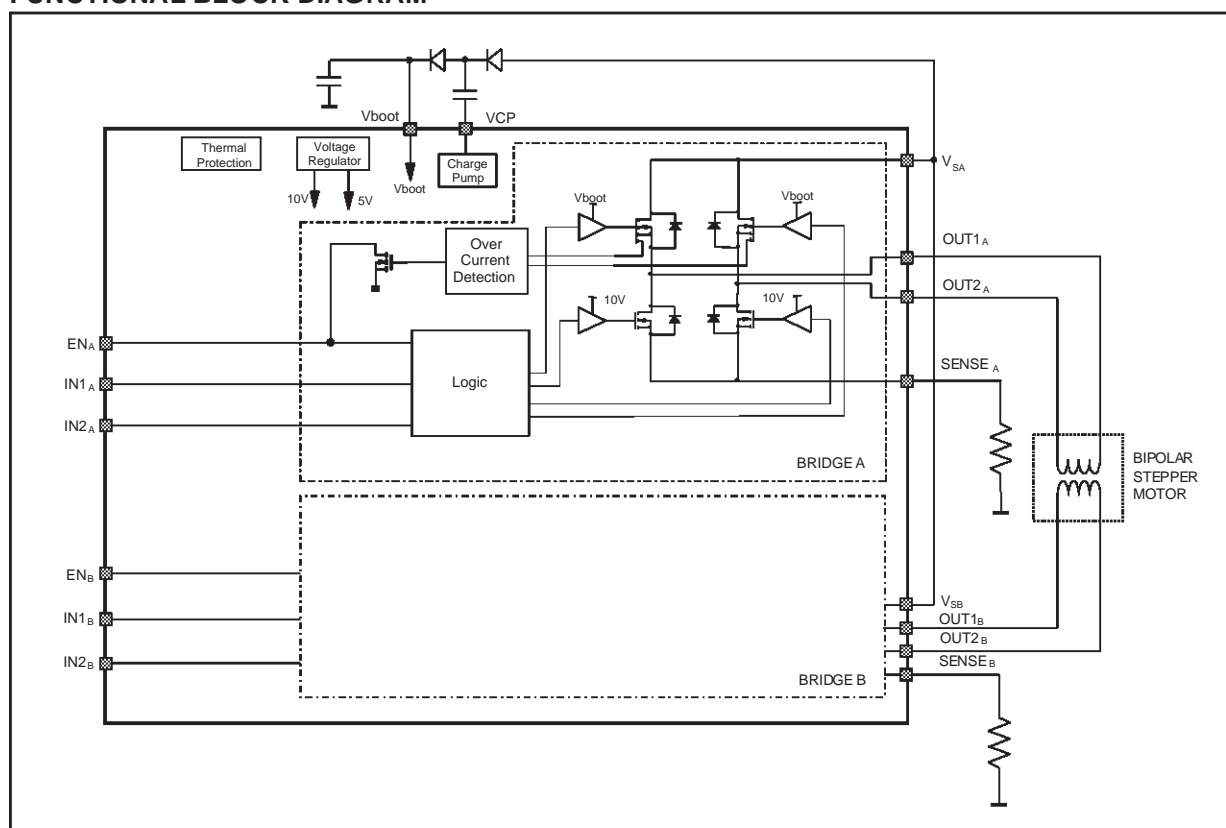 FUNCTIONAL BLOCK DIAGRAM
Vboot
VCP
Thermal
Protection
Voltage
Regulator
Charge
Pump
10V
5V
Vboot
Vboot
Vboot
VSA
Over
Current
Detection
OUT1A
OUT2A
10V
10V
ENA
IN1A
IN2A
Logic
SENSEA
BRIDGE A
BIPOLAR
STEPPER
MOTOR
ENB
IN1B
IN2B
VSB
OUT1B
OUT2B
SENSEB
BRIDGE B